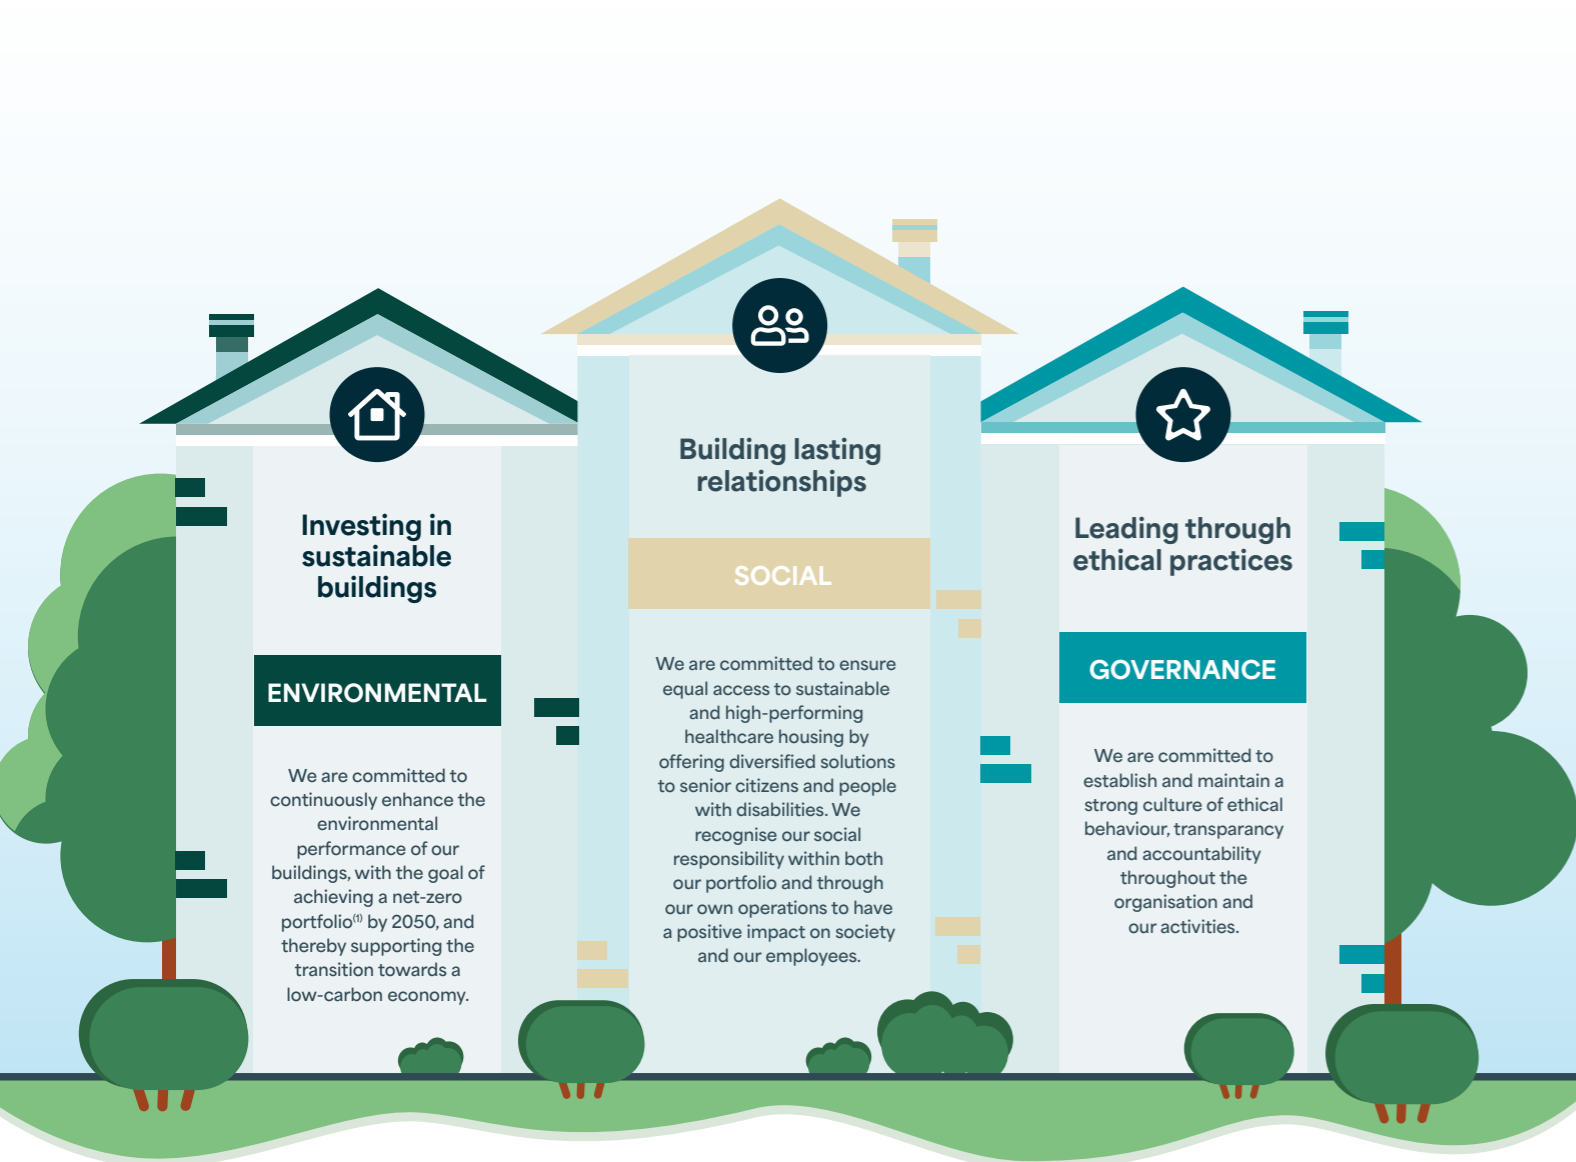 Investing in
sustainable
buildings
ENVIRONMENTAL
We are committed to
continuously enhance the
environmental
performance of our
buildings, with the goal of
achieving a net-zero
portfolio(1) by 2050, and
thereby supporting the
transition towards a
low-carbon economy.
Building lasting
relationships
SOCIAL
We are committed to ensure
equal access to sustainable
and high-performing
healthcare housing by
offering diversified solutions
to senior citizens and people
with disabilities. We
recognise our social
responsibility within both
our portfolio and through
our own operations to have
a positive impact on society
and our employees.
Leading through
ethical practices
GOVERNANCE
We are committed to
establish and maintain a
strong culture of ethical
behaviour, transparancy
and accountability
throughout the
organisation and
our activities.